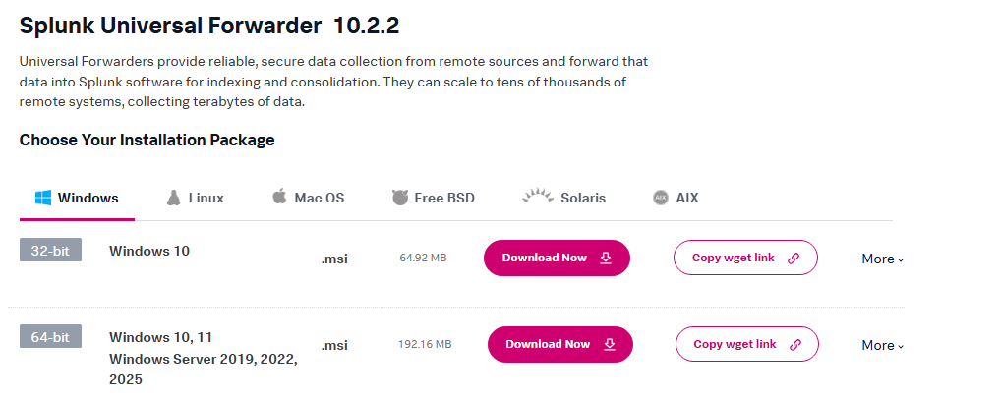 Splunk Universal Forwarder 10.2.2
Universal Forwarders provide reliable, secure data collection from remote sources and forward that
data into Splunk software for indexing and consolidation. They can scale to tens of thousands of
remote systems, collecting terabytes of data.
Choose Your Installation Package
Windows Linux Mac OS Free BSD Solaris AIX AIX
32-bit Windows 10 .msi 64.92 MB Download Now Copy wget link More
64-bit Windows 10, 11 .msi 192.16 MB Download Now Copy wget link More
Windows Server 2019, 2022,
2025